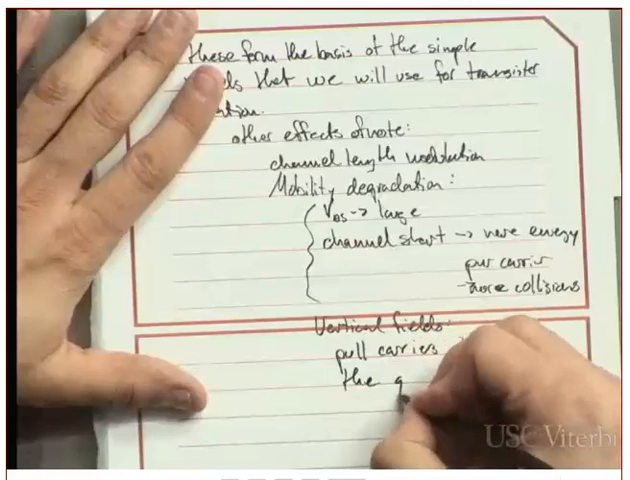 these form the basis of the simple
that we will use for transistor
other effects of note:
channel length modulation
Mobility degradation:
VDS -> large
channel short -> more energy
per carrier
- more collisions
Vertical fields:
pull carriers
the g
USC Viterbi